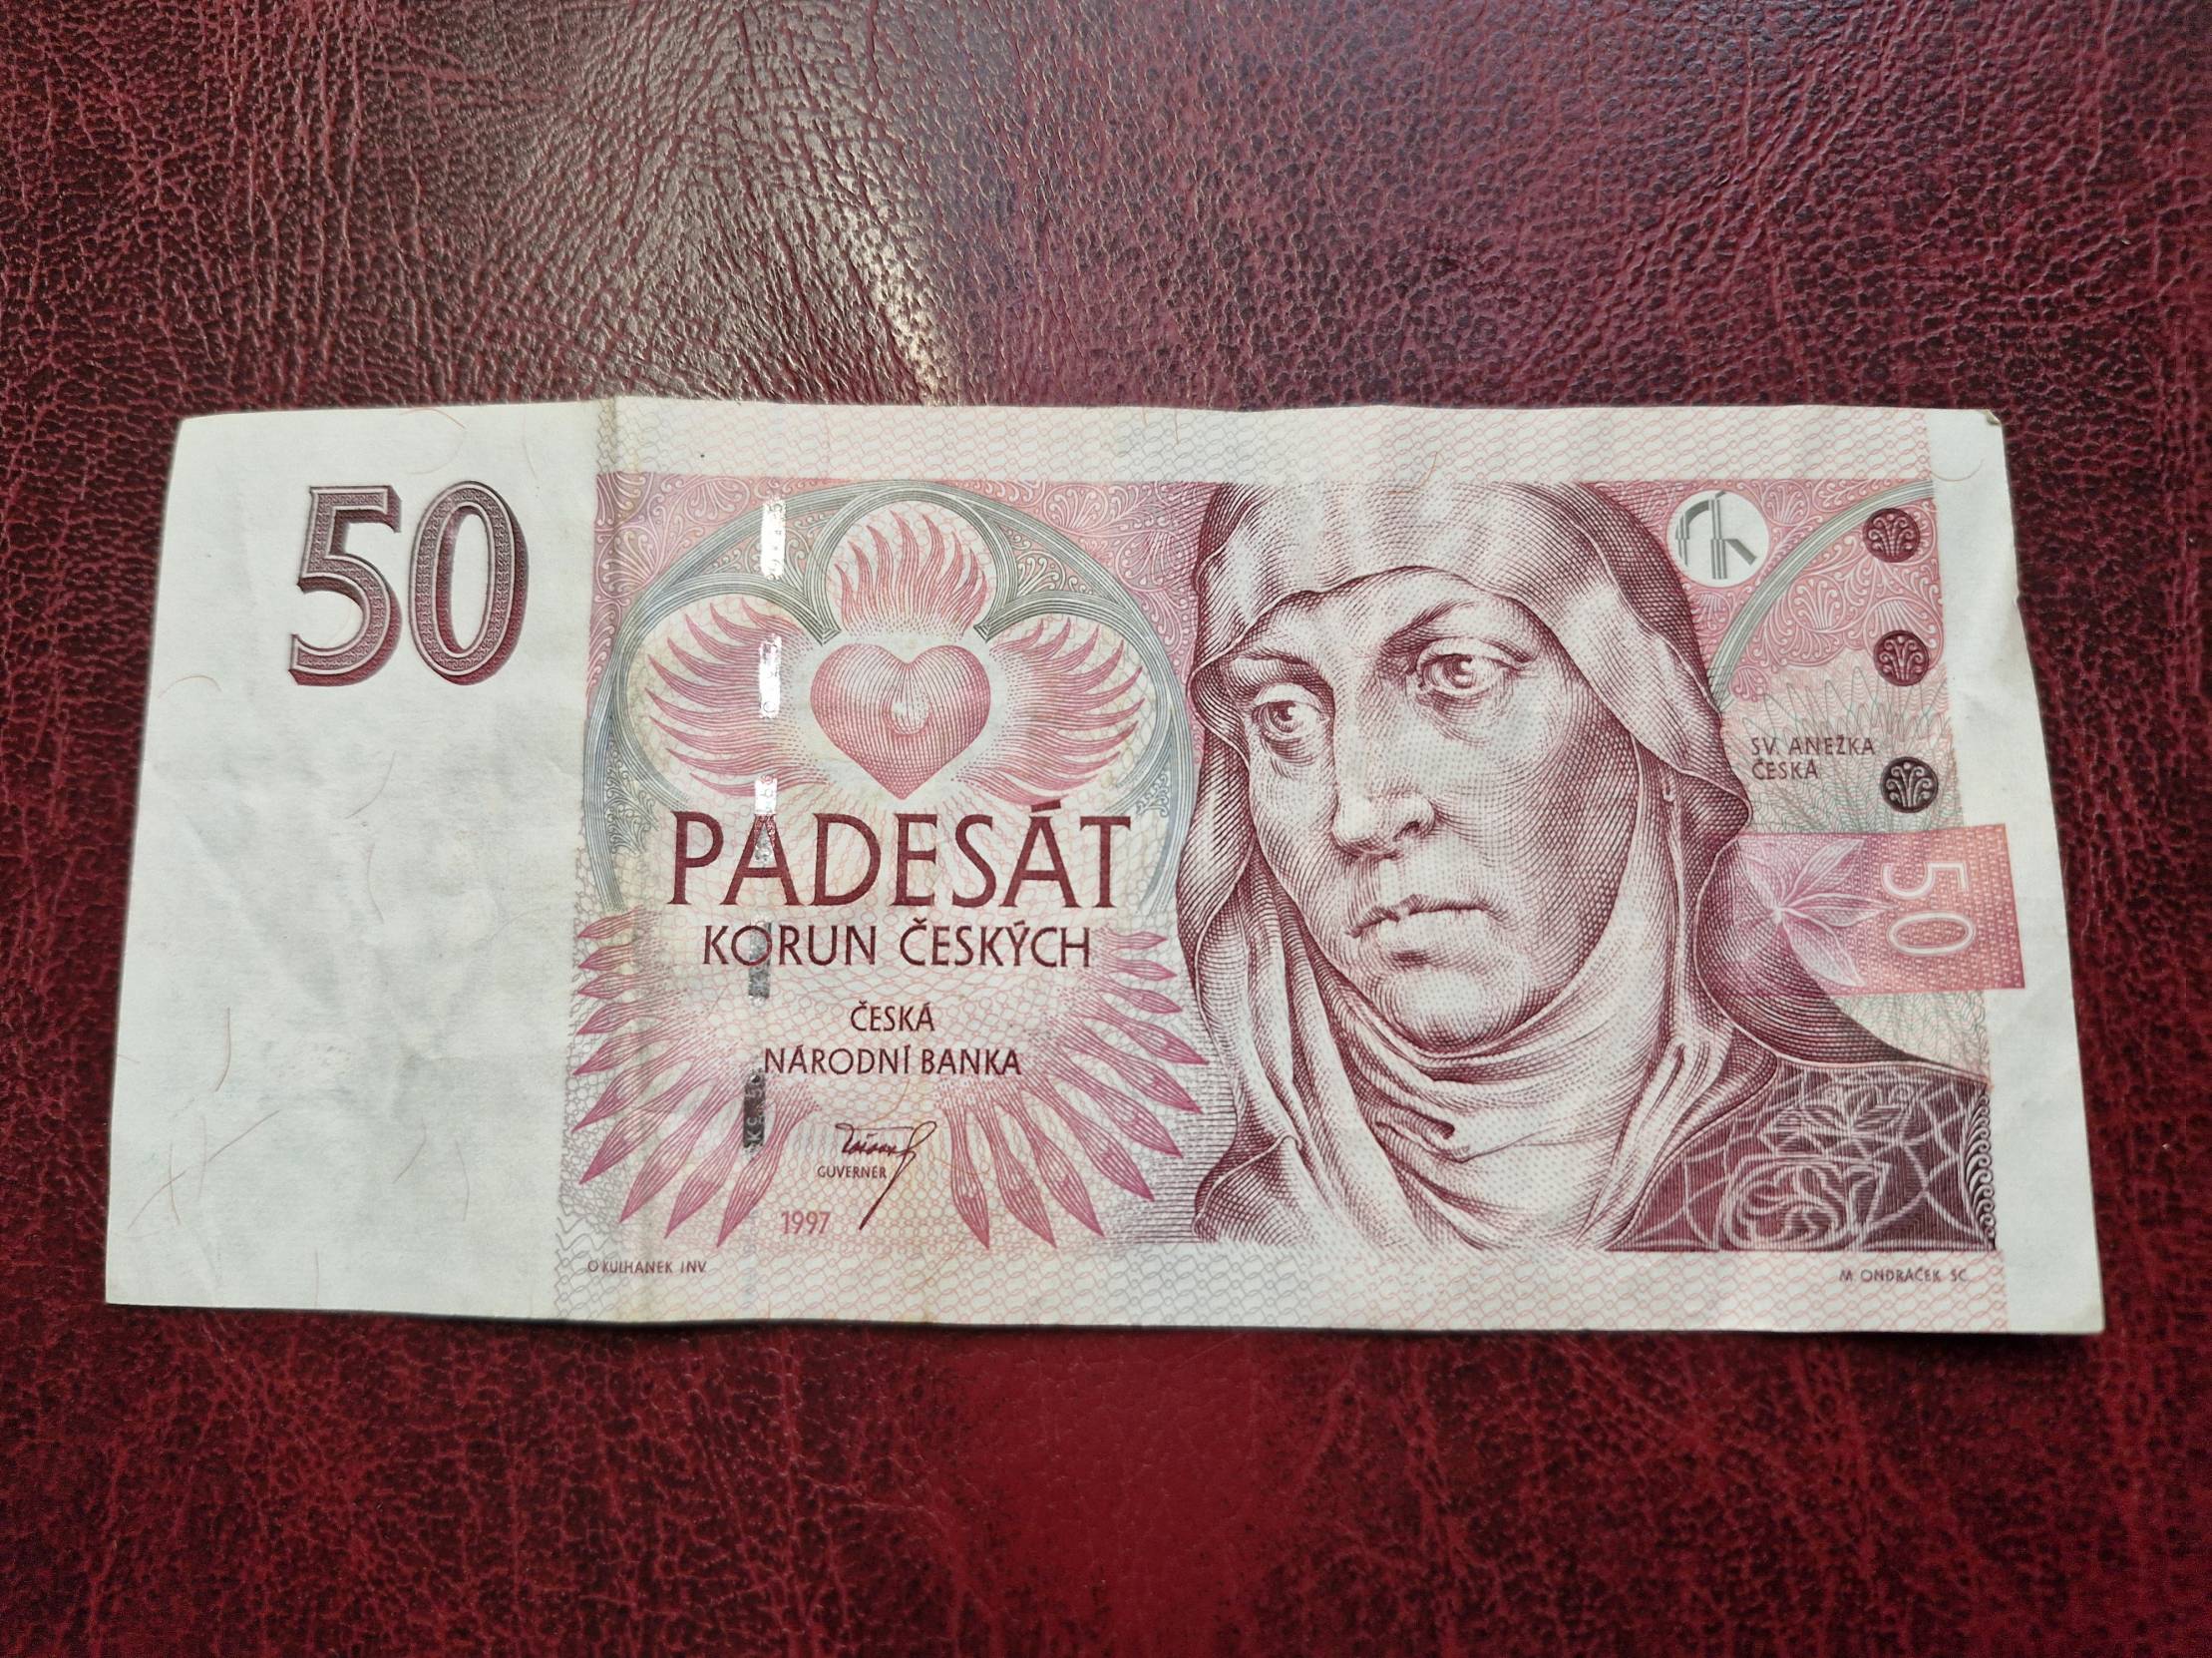 50
PADESÁT
KORUN ČESKÝCH
ČESKÁ
NÁRODNÍ BANKA
GUVERNÉR
1997
O KULHÁNEK INV.
SV. ANEŽKA
ČESKÁ
50
M. ONDRÁČEK SC.